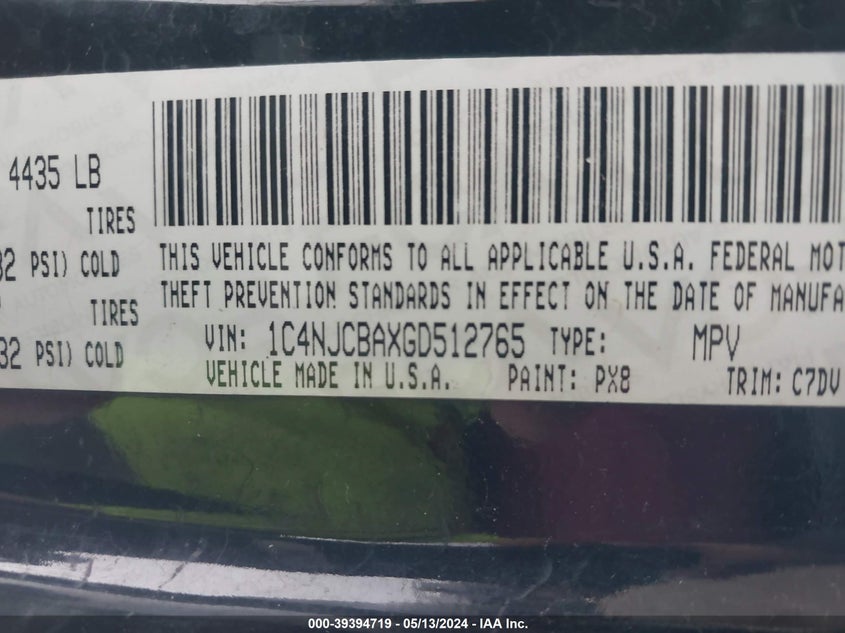 4435 LB
TIRES
32 PSI) COLD
TIRES
32 PSI) COLD
THIS VEHICLE CONFORMS TO ALL APPLICABLE U.S.A. FEDERAL MOT
THEFT PREVENTION STANDARDS IN EFFECT ON THE DATE OF MANUFA
VIN: 1C4NJCBAXGD512765 TYPE: MPV
VEHICLE MADE IN U.S.A. PAINT: PX8 TRIM: C7DV
000-39394719 - 05/13/2024 - IAA Inc.